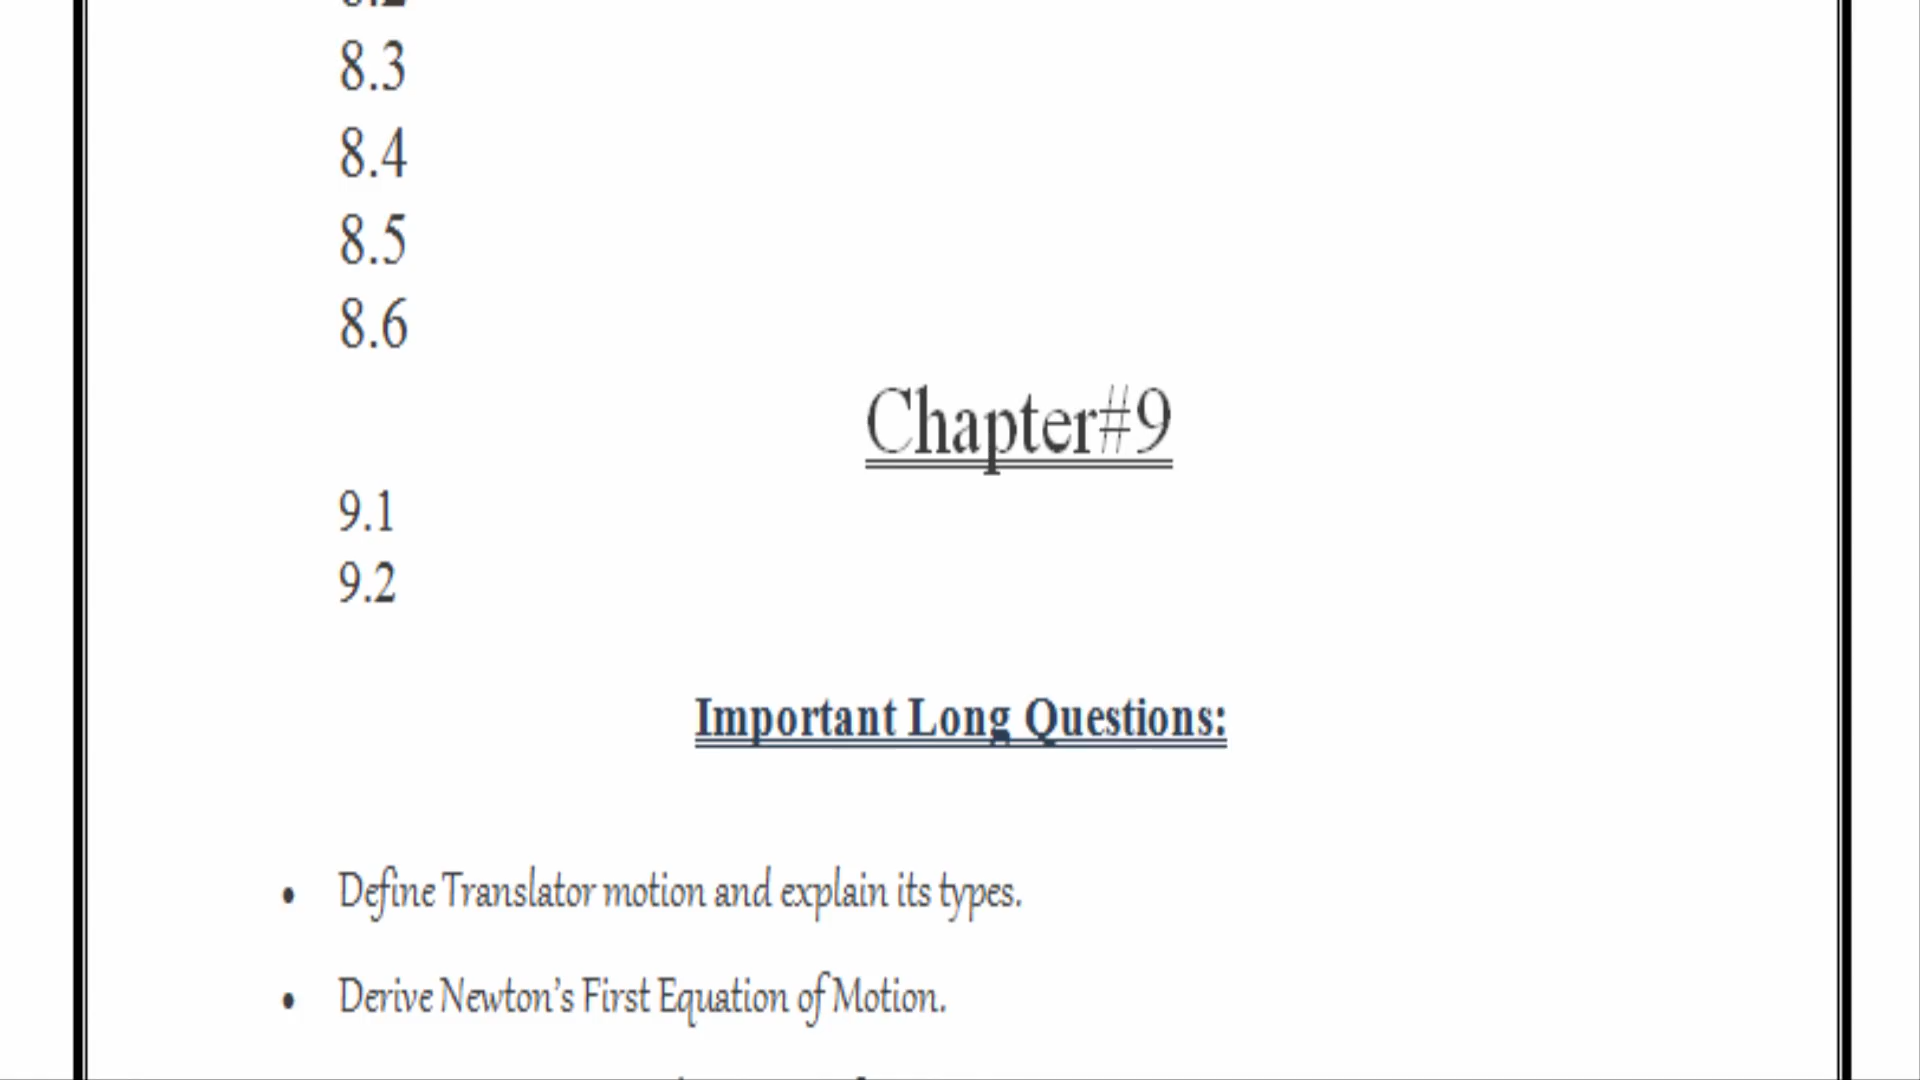 8.3
8.4
8.5
8.6
Chapter#9
9.1
9.2
Important Long Questions:
• Define Translator motion and explain its types.
• Derive Newton's First Equation of Motion.